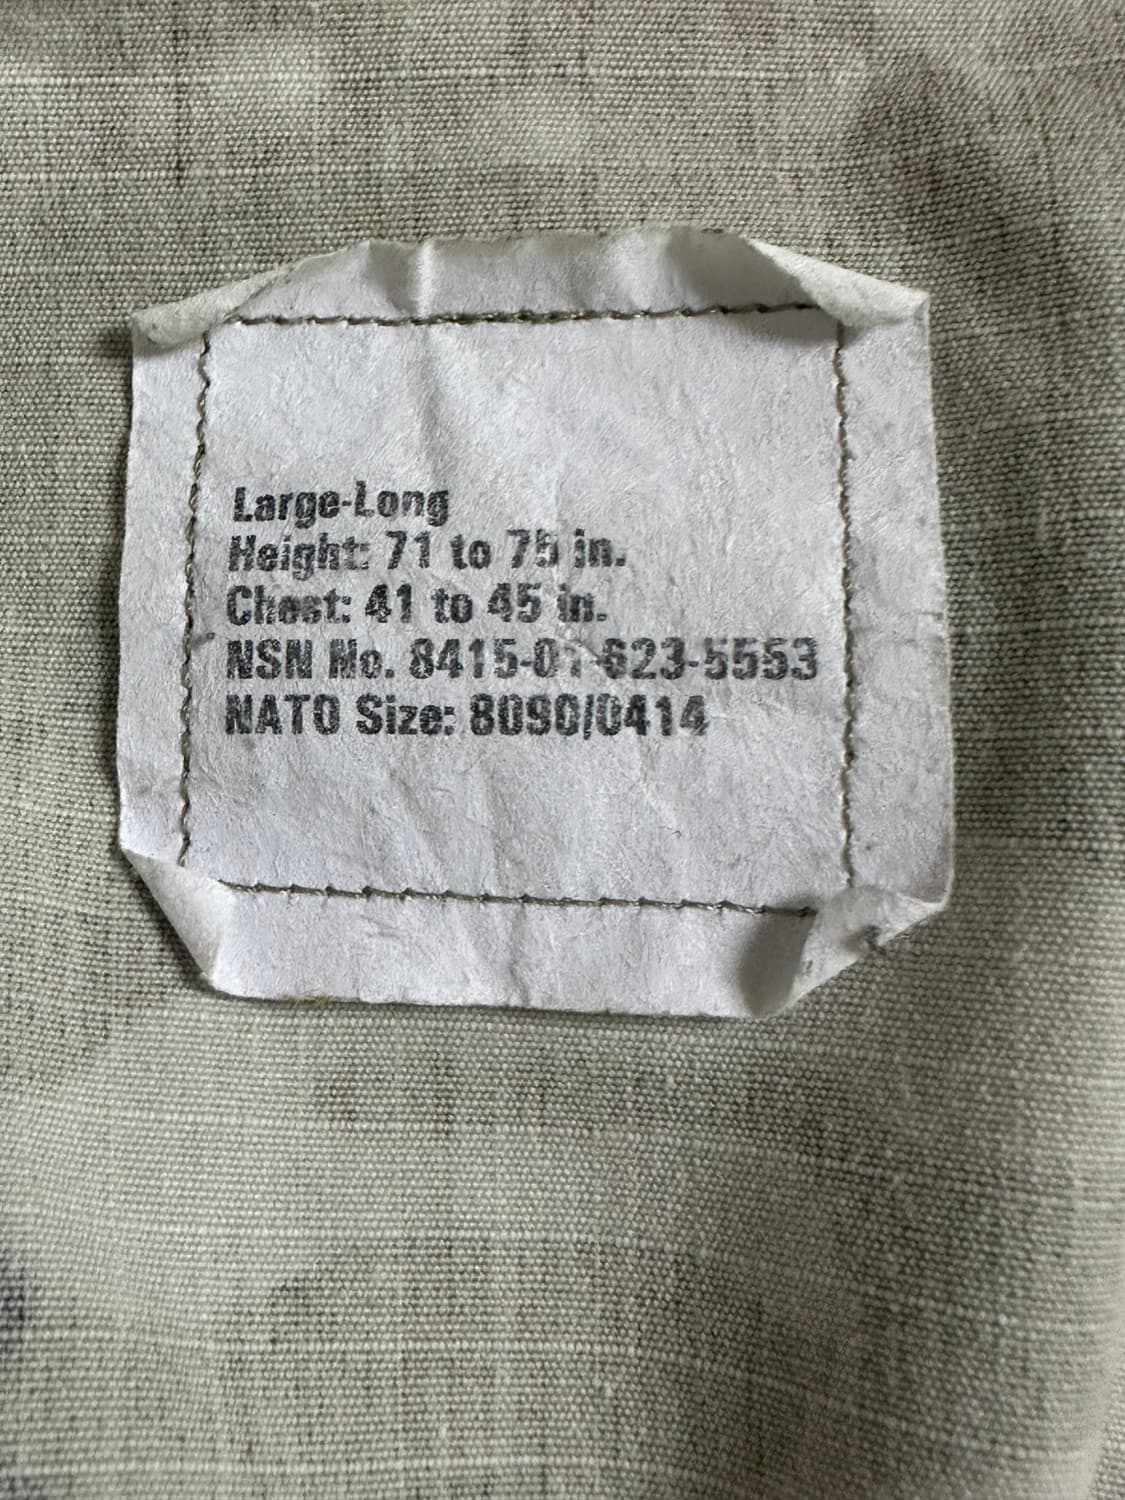 Large-Long
Height: 71 to 75 in.
Chest: 41 to 45 in.
NSN No. 8415-01-623-5553
NATO Size: 8090/0414